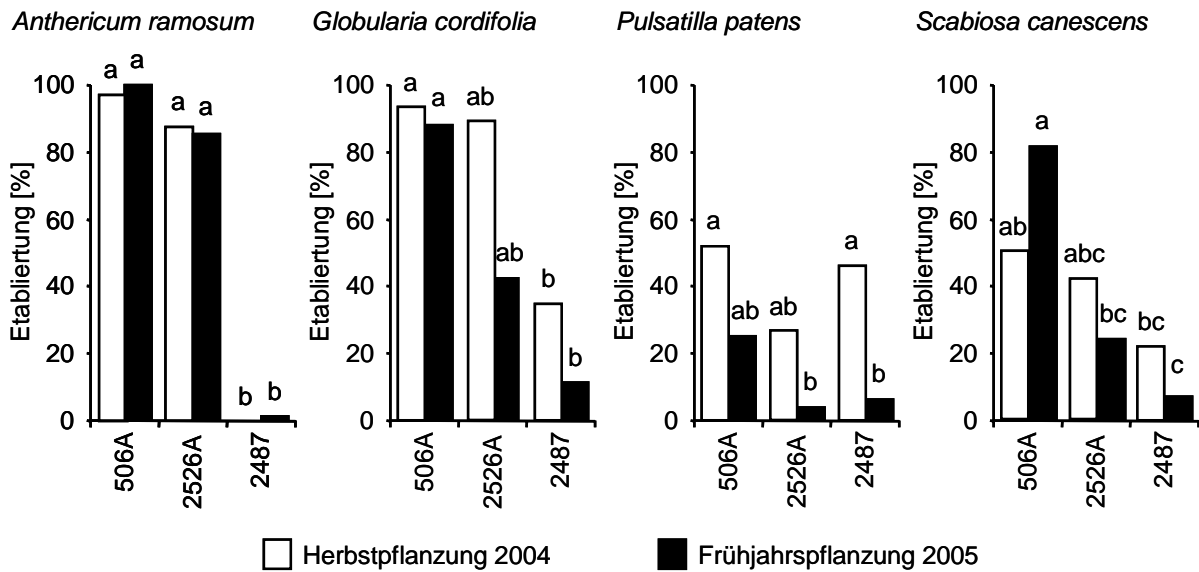 Anthericum ramosum
Globularia cordifolia
Pulsatilla patens
Scabiosa canescens
Etabliertung [%]
100
80
60
40
20
0
a a
a a
b b
506A
2526A
2487
Etabliertung [%]
100
80
60
40
20
0
a a
ab ab
b b
506A
2526A
2487
Etabliertung [%]
100
80
60
40
20
0
a ab
ab b
a b
506A
2526A
2487
Etabliertung [%]
100
80
60
40
20
0
ab a
abc bc
bc c
506A
2526A
2487
Herbstpflanzung 2004
Frühjahrspflanzung 2005